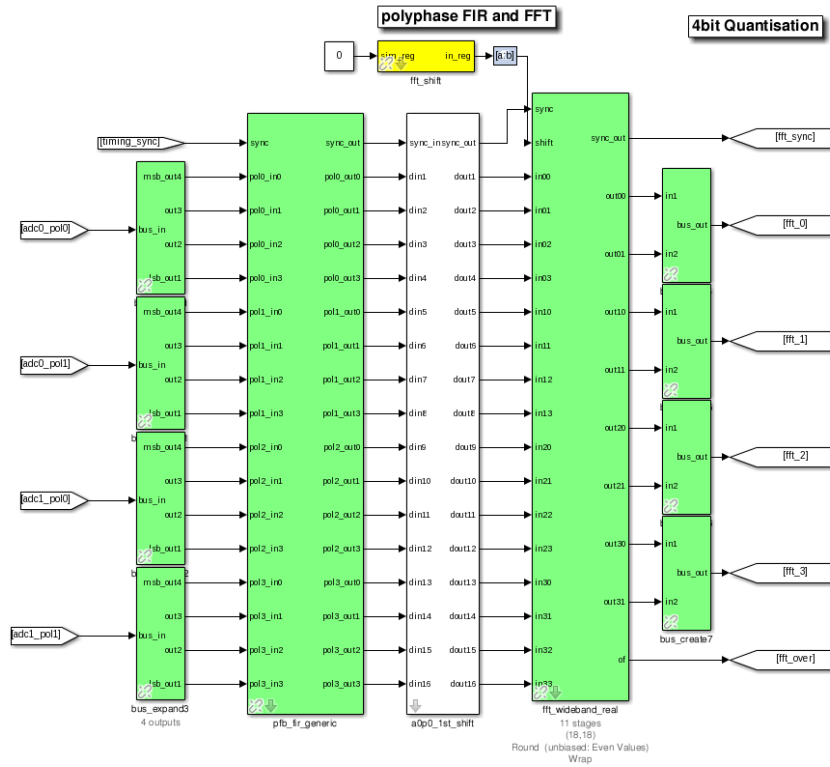 polyphase FIR and FFT
4bit Quantisation
0
sim_reg
in_reg
[a:b]
fft_shift
[timing_sync]
[adc0_pol0]
[adc0_pol1]
[adc1_pol0]
[adc1_pol1]
msb_out4
out3
bus_in
out2
lsb_out1
msb_out4
out3
bus_in
out2
lsb_out1
msb_out4
out3
bus_in
out2
lsb_out1
msb_out4
out3
bus_in
out2
lsb_out1
bus_expand3
4 outputs
sync
sync_out
pol0_in0
pol0_out0
pol0_in1
pol0_out1
pol0_in2
pol0_out2
pol0_in3
pol0_out3
pol1_in0
pol1_out0
pol1_in1
pol1_out1
pol1_in2
pol1_out2
pol1_in3
pol1_out3
pol2_in0
pol2_out0
pol2_in1
pol2_out1
pol2_in2
pol2_out2
pol2_in3
pol2_out3
pol3_in0
pol3_out0
pol3_in1
pol3_out1
pol3_in2
pol3_out2
pol3_in3
pol3_out3
pfb_fir_generic
sync_in
sync_out
din1
dout1
din2
dout2
din3
dout3
din4
dout4
din5
dout5
din6
dout6
din7
dout7
din8
dout8
din9
dout9
din10
dout10
din11
dout11
din12
dout12
din13
dout13
din14
dout14
din15
dout15
din16
dout16
a0p0_1st_shift
sync
shift
in00
in01
in02
in03
in10
in11
in12
in13
in20
in21
in22
in23
in30
in31
in32
in33
sync_out
out00
out01
out10
out11
out20
out21
out30
out31
of
fft_wideband_real
11 stages
(18,18)
Round (unbiased: Even Values)
Wrap
in1
bus_out
in2
in1
bus_out
in2
in1
bus_out
in2
in1
bus_out
in2
bus_create7
[fft_sync]
[fft_0]
[fft_1]
[fft_2]
[fft_3]
[fft_over]